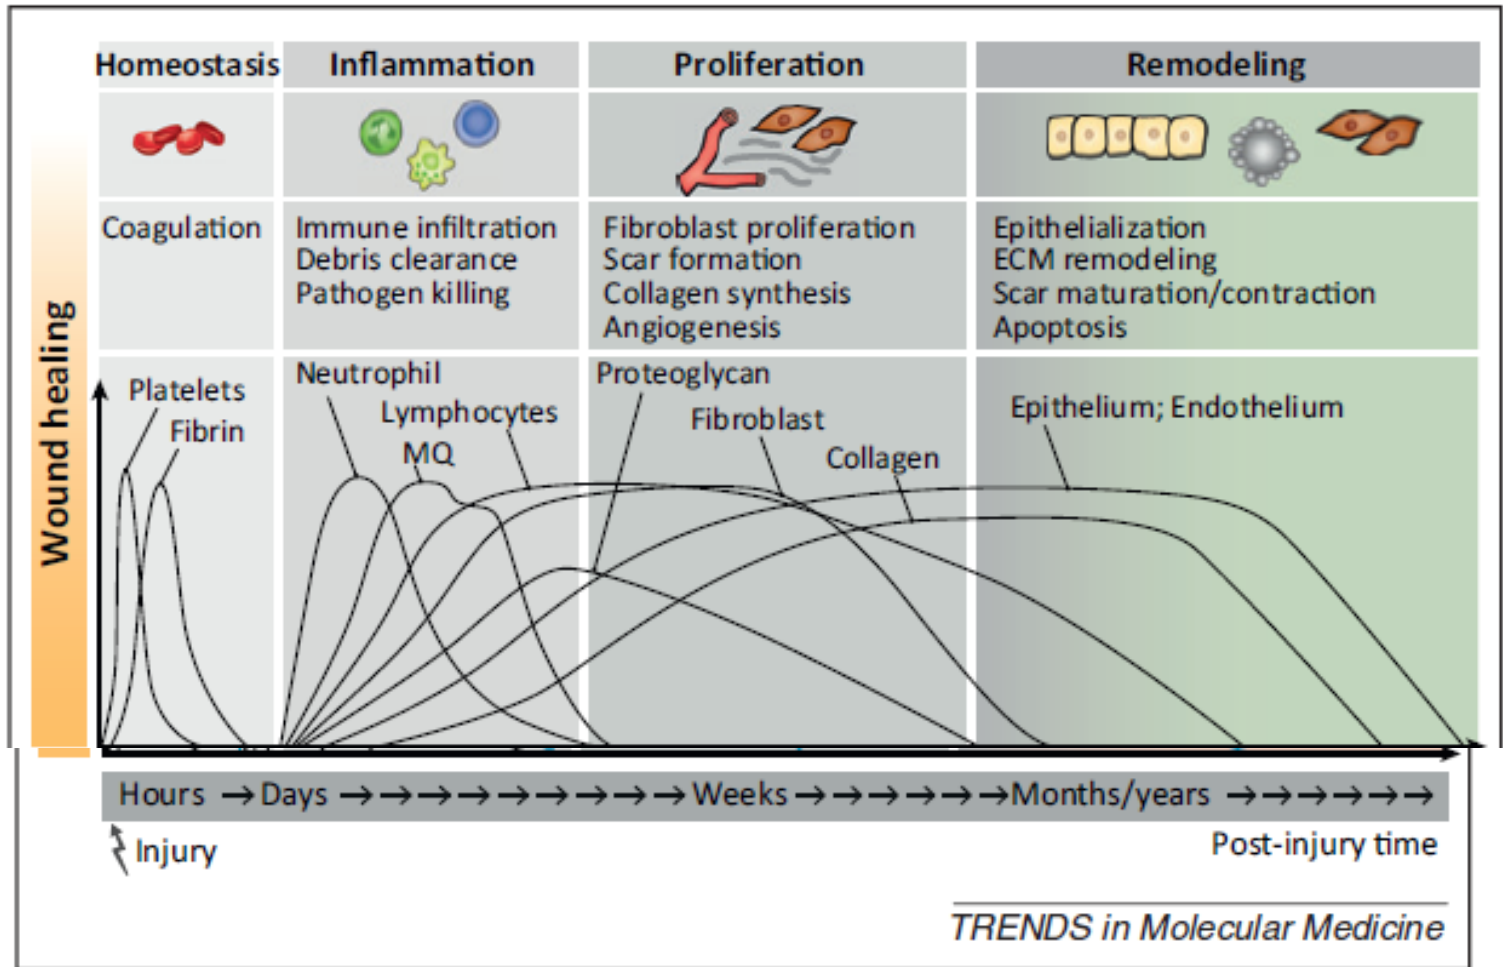 Homeostasis
Inflammation
Proliferation
Remodeling
Wound healing
Coagulation
Immune infiltration
Debris clearance
Pathogen killing
Fibroblast proliferation
Scar formation
Collagen synthesis
Angiogenesis
Epithelialization
ECM remodeling
Scar maturation/contraction
Apoptosis
Platelets
Fibrin
Neutrophil
Lymphocytes
MQ
Proteoglycan
Fibroblast
Collagen
Epithelium; Endothelium
Hours →Days →→→→→→→→→Weeks→→→→→→Months/years →→→→→→
Injury
Post-injury time
TRENDS in Molecular Medicine